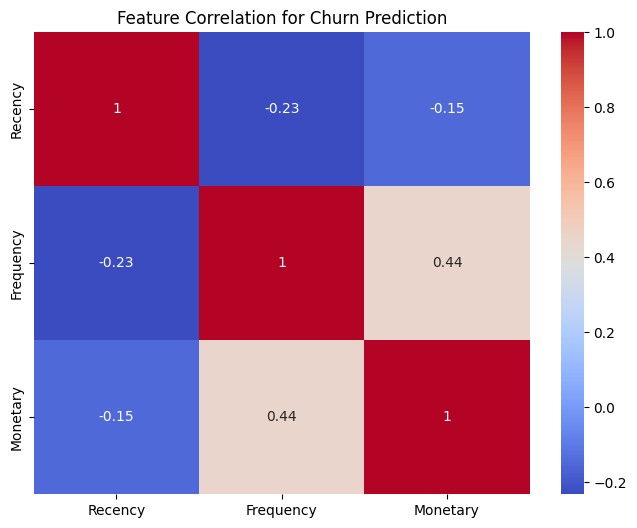 Feature Correlation for Churn Prediction
Recency 1 -0.23 -0.15
Frequency -0.23 1 0.44
Monetary -0.15 0.44 1
Recency Frequency Monetary
1.0
0.8
0.6
0.4
0.2
0.0
−0.2